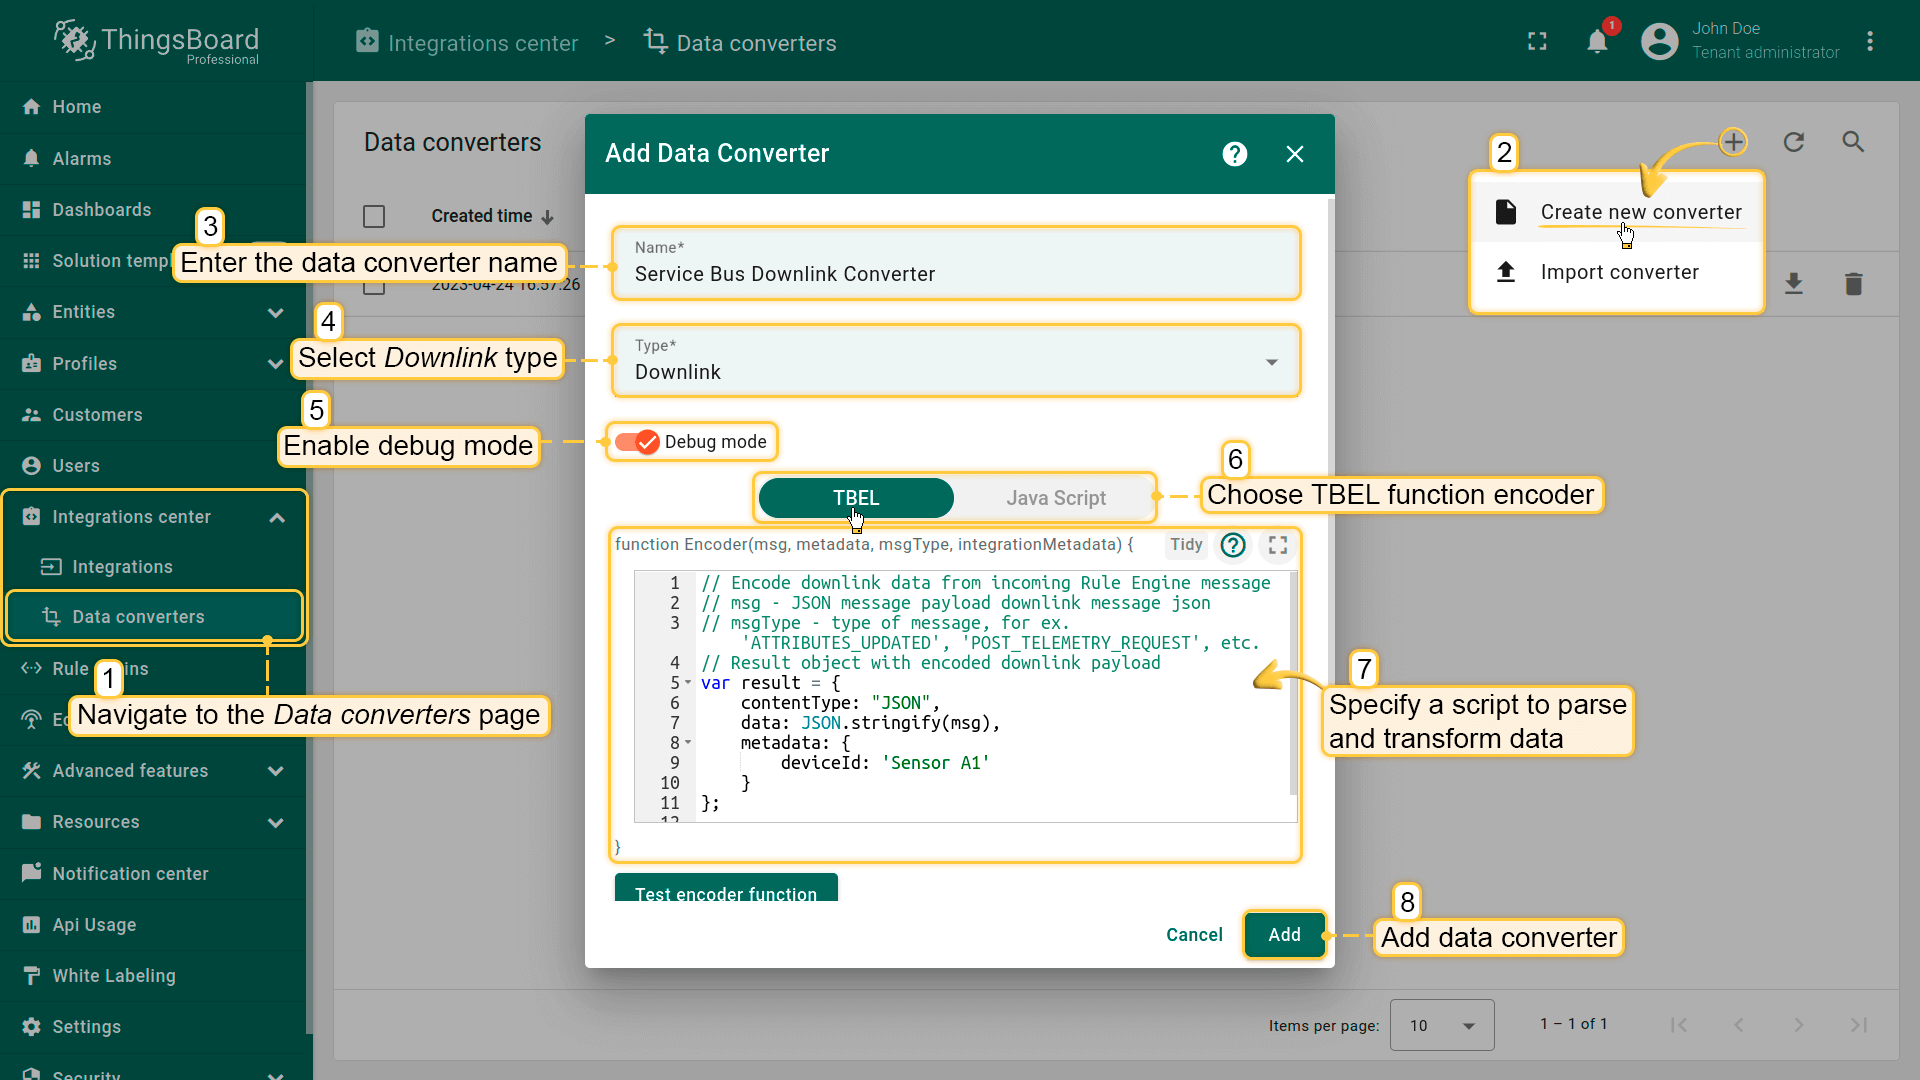 ThingsBoard
Professional
Integrations center > Data converters
1
John Doe
Tenant administrator
Home
Alarms
Dashboards
Solution templ
Entities
Profiles
Customers
Users
Integrations center
Integrations
Data converters
Rule ins
Advanced features
Resources
Notification center
Api Usage
White Labeling
Settings
Security
Data converters
Created time
2023-04-24 16:57:26
Items per page: 10
1 – 1 of 1
1
Navigate to the Data converters page
2
Create new converter
Import converter
3
Enter the data converter name
4
Select Downlink type
5
Enable debug mode
6
Choose TBEL function encoder
7
Specify a script to parse
and transform data
8
Add data converter
Add Data Converter
Name*
Service Bus Downlink Converter
Type*
Downlink
Debug mode
TBEL Java Script
function Encoder(msg, metadata, msgType, integrationMetadata) { Tidy
1 // Encode downlink data from incoming Rule Engine message
2 // msg - JSON message payload downlink message json
3 // msgType - type of message, for ex.
'ATTRIBUTES_UPDATED', 'POST_TELEMETRY_REQUEST', etc.
4 // Result object with encoded downlink payload
5 var result = {
6 contentType: "JSON",
7 data: JSON.stringify(msg),
8 metadata: {
9 deviceId: 'Sensor A1'
10 }
11 };
12
}
Test encoder function
Cancel Add